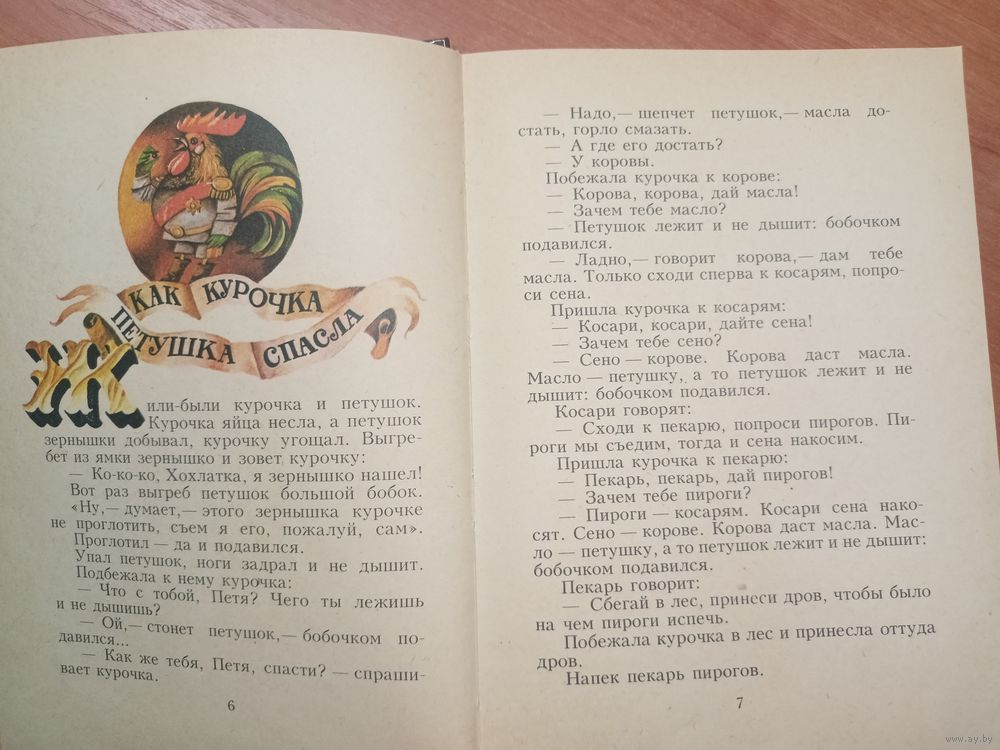 КАК КУРОЧКА
ПЕТУШКА СПАСЛА
Жили-были курочка и петушок.
Курочка яйца несла, а петушок
зернышки добывал, курочку угощал. Выгре-
бет из ямки зернышко и зовет курочку:
— Ко-ко-ко, Хохлатка, я зернышко нашел!
Вот раз выгреб петушок большой бобок.
«Ну,— думает,— этого зернышка курочке
не проглотить, съем я его, пожалуй, сам».
Проглотил — да и подавился.
Упал петушок, ноги задрал и не дышит.
Подбежала к нему курочка:
— Что с тобой, Петя? Чего ты лежишь
и не дышишь?
— Ой,— стонет петушок,— бобочком по-
давился...
— Как же тебя, Петя, спасти? — спраши-
вает курочка.
6
— Надо,— шепчет петушок,— масла до-
стать, горло смазать.
— А где его достать?
— У коровы.
Побежала курочка к корове:
— Корова, корова, дай масла!
— Зачем тебе масло?
— Петушок лежит и не дышит: бобочком
подавился.
— Ладно,— говорит корова,— дам тебе
масла. Только сходи сперва к косарям, попро-
си сена.
Пришла курочка к косарям:
— Косари, косари, дайте сена!
— Зачем тебе сено?
— Сено — корове. Корова даст масла.
Масло — петушку, а то петушок лежит и не
дышит: бобочком подавился.
Косари говорят:
— Сходи к пекарю, попроси пирогов. Пи-
роги мы съедим, тогда и сена накосим.
Пришла курочка к пекарю:
— Пекарь, пекарь, дай пирогов!
— Зачем тебе пироги?
— Пироги — косарям. Косари сена нако-
сят. Сено — корове. Корова даст масла. Мас-
ло — петушку, а то петушок лежит и не дышит:
бобочком подавился.
Пекарь говорит:
— Сбегай в лес, принеси дров, чтобы было
на чем пироги испечь.
Побежала курочка в лес и принесла оттуда
дров.
Напек пекарь пирогов.
7
www.ay.by